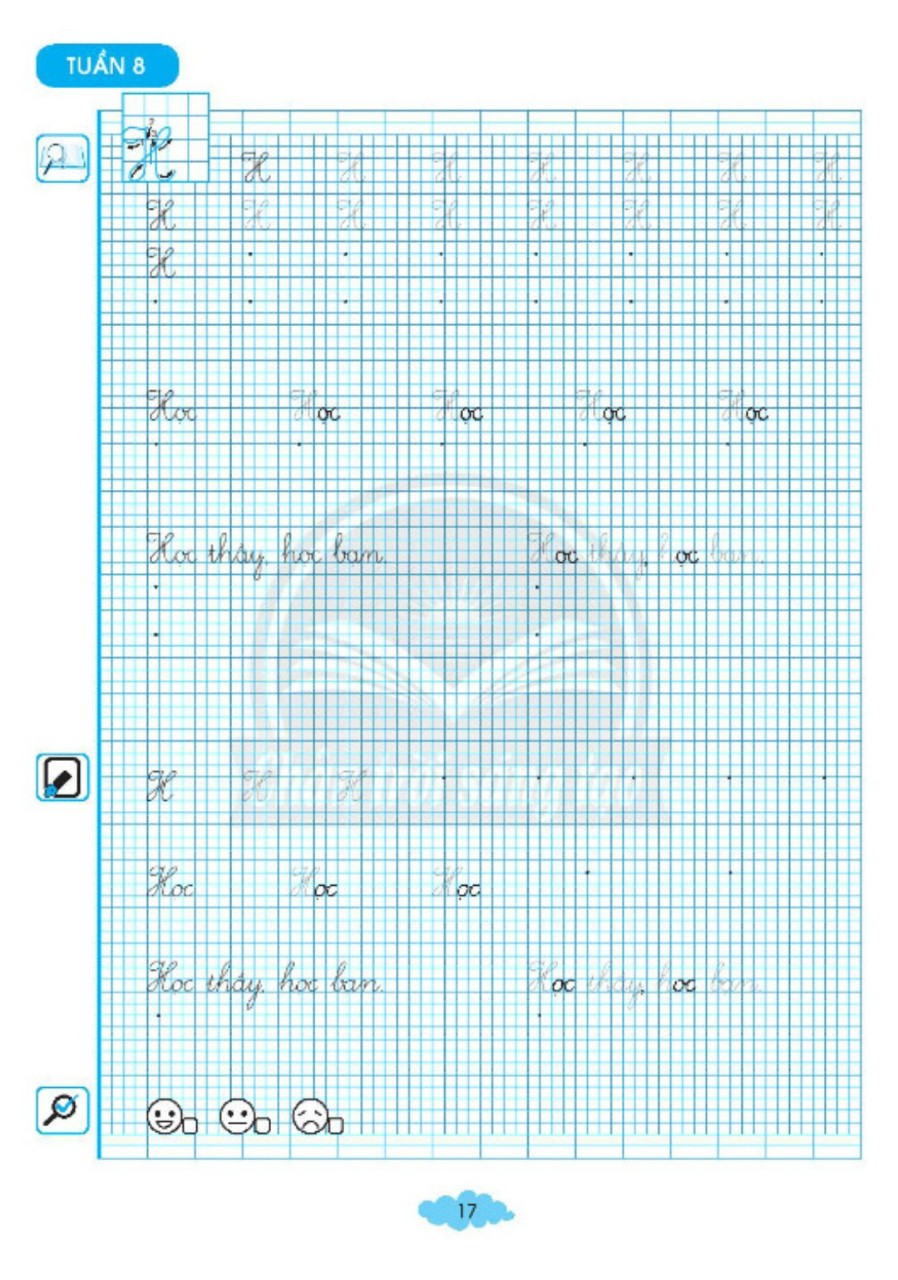 TUẦN 8
H H H H H H H H
H H H H H H H H
H
Học Học Học Học Học
Học thầy, học bạn. Học thầy, học bạn.
H H H
Học Học Học
Học thầy, học bạn. Học thầy, học bạn.
17